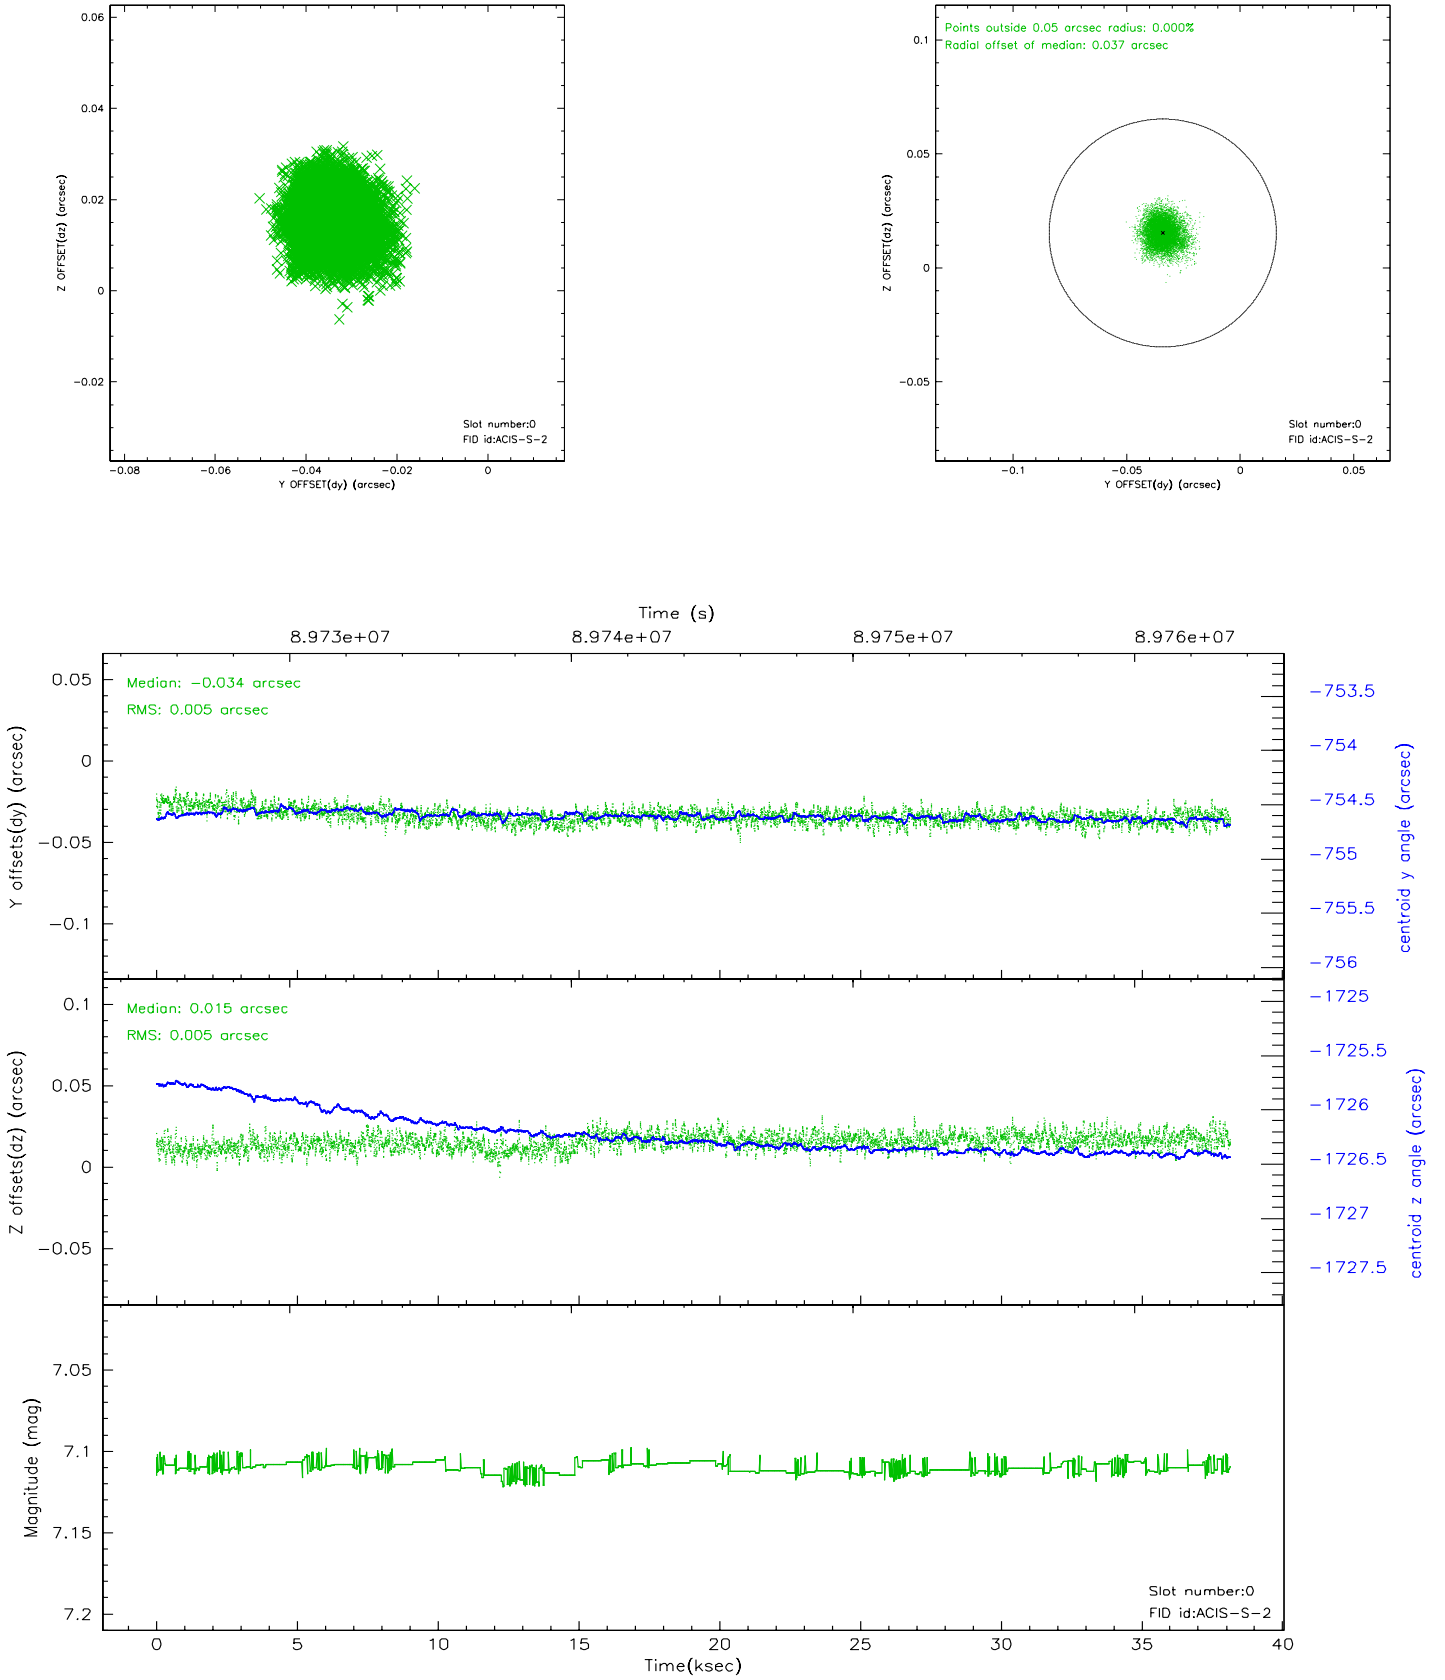 0.06
0.04
0.02
0
−0.02
Z OFFSET(dz) (arcsec)
−0.08 −0.06 −0.04 −0.02 0
Y OFFSET(dy) (arcsec)
Slot number:0
FID id:ACIS−S−2
Points outside 0.05 arcsec radius: 0.000%
Radial offset of median: 0.037 arcsec
0.1
0.05
0
−0.05
Z OFFSET(dz) (arcsec)
−0.1 −0.05 0 0.05
Y OFFSET(dy) (arcsec)
Slot number:0
FID id:ACIS−S−2
Time (s)
8.973e+07 8.974e+07 8.975e+07 8.976e+07
0.05
0
−0.05
−0.1
Y offsets(dy) (arcsec)
Median: −0.034 arcsec
RMS: 0.005 arcsec
−753.5
−754
−754.5
−755
−755.5
−756
centroid y angle (arcsec)
0.1
0.05
0
−0.05
Z offsets(dz) (arcsec)
Median: 0.015 arcsec
RMS: 0.005 arcsec
−1725
−1725.5
−1726
−1726.5
−1727
−1727.5
centroid z angle (arcsec)
7.05
7.1
7.15
7.2
Magnitude (mag)
Slot number:0
FID id:ACIS−S−2
0 5 10 15 20 25 30 35 40
Time(ksec)